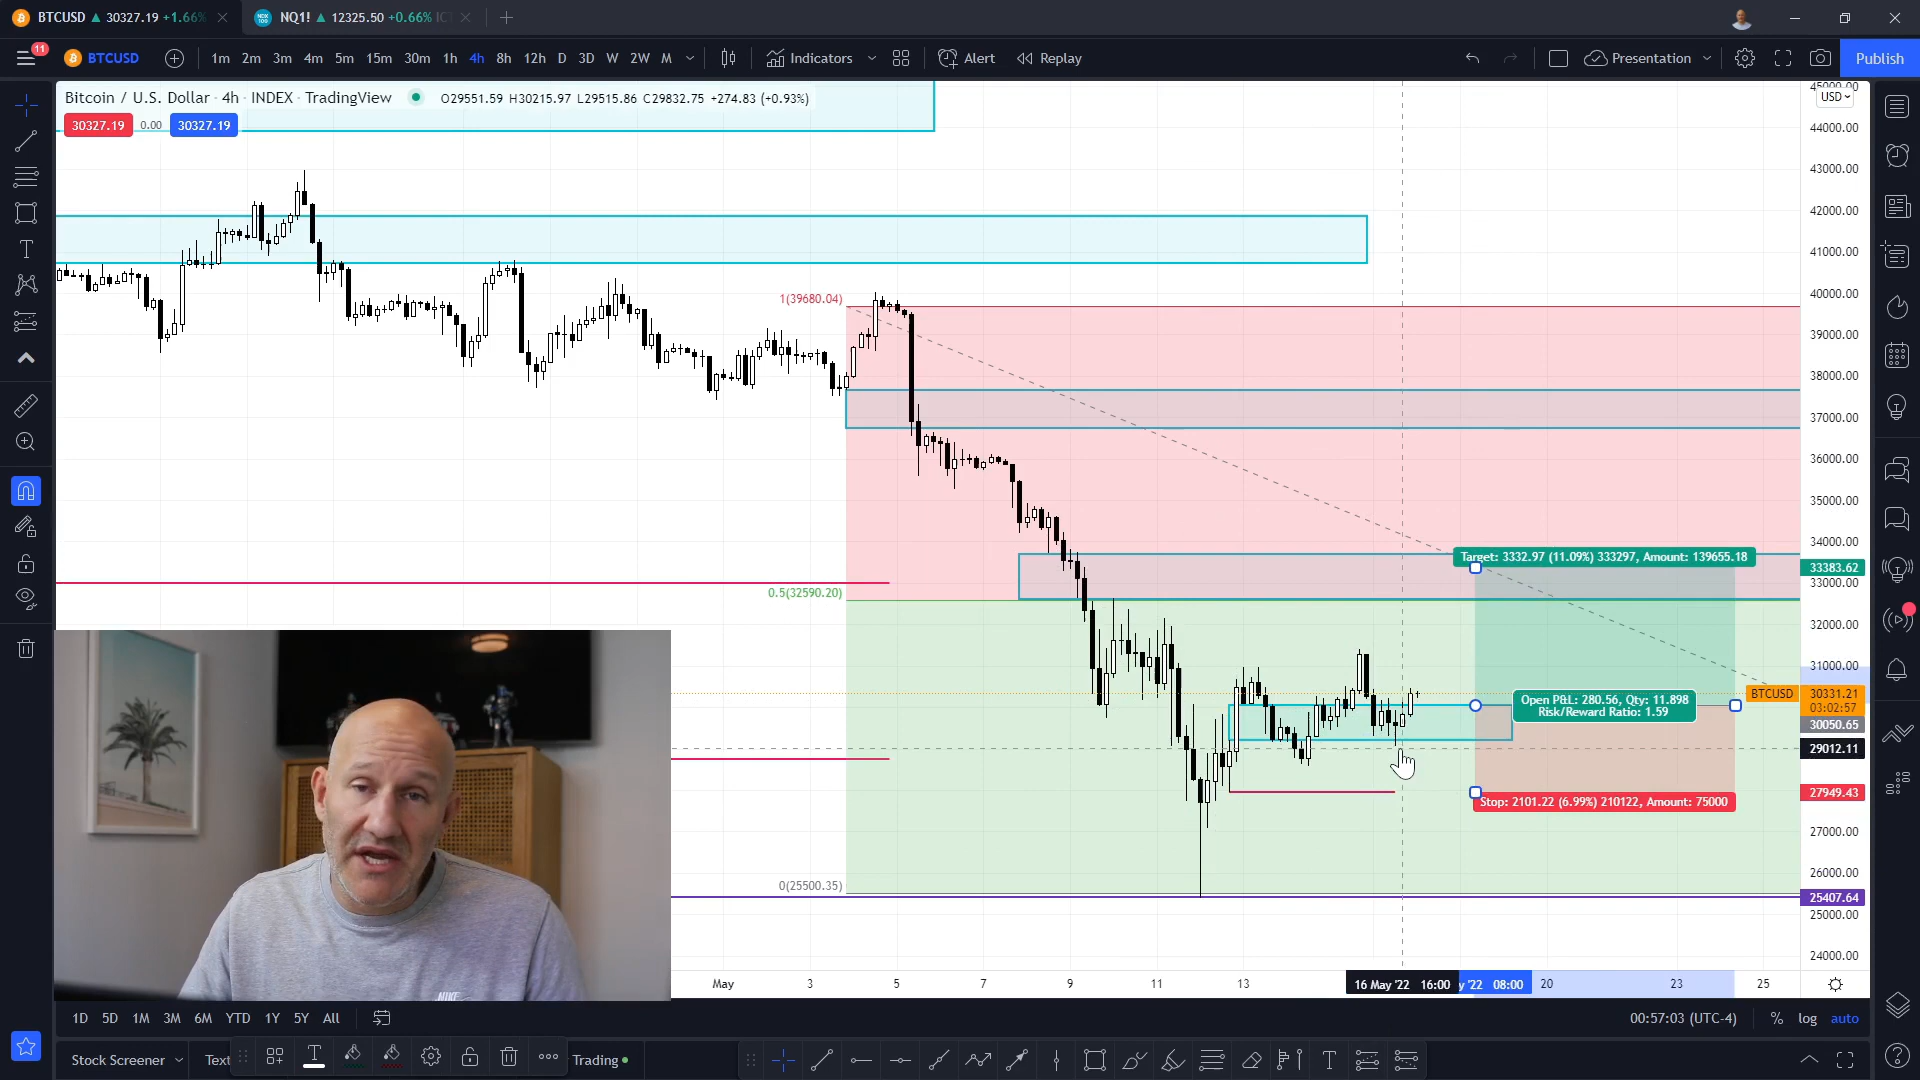 BTCUSD ▲ 30327.19 +1.66%
NQ1! ▲ 12325.50 +0.66% ICT
11
BTCUSD
1m 2m 3m 4m 5m 15m 30m 1h 4h 8h 12h D 3D W 2W M
Indicators
Alert
Replay
Presentation
Publish
Bitcoin / U.S. Dollar · 4h · INDEX · TradingView
O29551.59 H30215.97 L29515.86 C29832.75 +274.83 (+0.93%)
30327.19 0.00 30327.19
45000.00
USD
44000.00
43000.00
42000.00
41000.00
40000.00
39000.00
38000.00
37000.00
36000.00
35000.00
34000.00
33383.62
33000.00
32000.00
31000.00
BTCUSD 30331.21
03:02:57
30050.65
29012.11
27949.43
27000.00
26000.00
25407.64
25000.00
24000.00
1(39680.04)
0.5(32590.20)
0(25500.35)
Target: 3332.97 (11.09%) 333297, Amount: 139655.18
Open P&L: 280.56, Qty: 11.898
Risk/Reward Ratio: 1.59
Stop: 2101.22 (6.99%) 210122, Amount: 75000
NIKE
May 3 5 7 9 11 13 16 May '22 16:00 y '22 08:00 20 23 25
1D 5D 1M 3M 6M YTD 1Y 5Y All
00:57:03 (UTC-4) % log auto
Stock Screener
Text
Trading